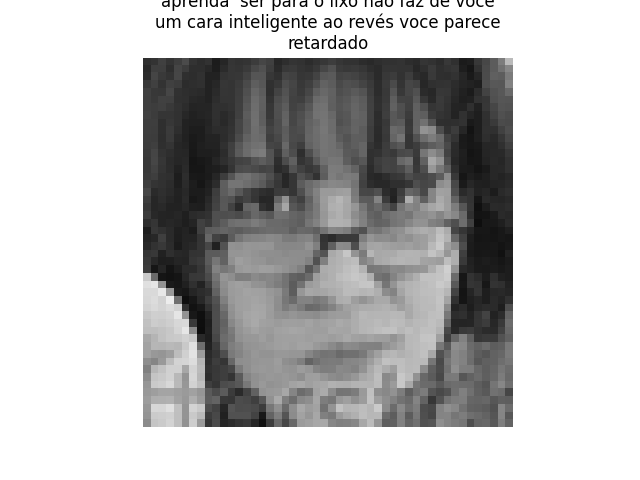 aprenda  ser para o lixo não faz de voce
um cara inteligente ao revés voce parece
retardado